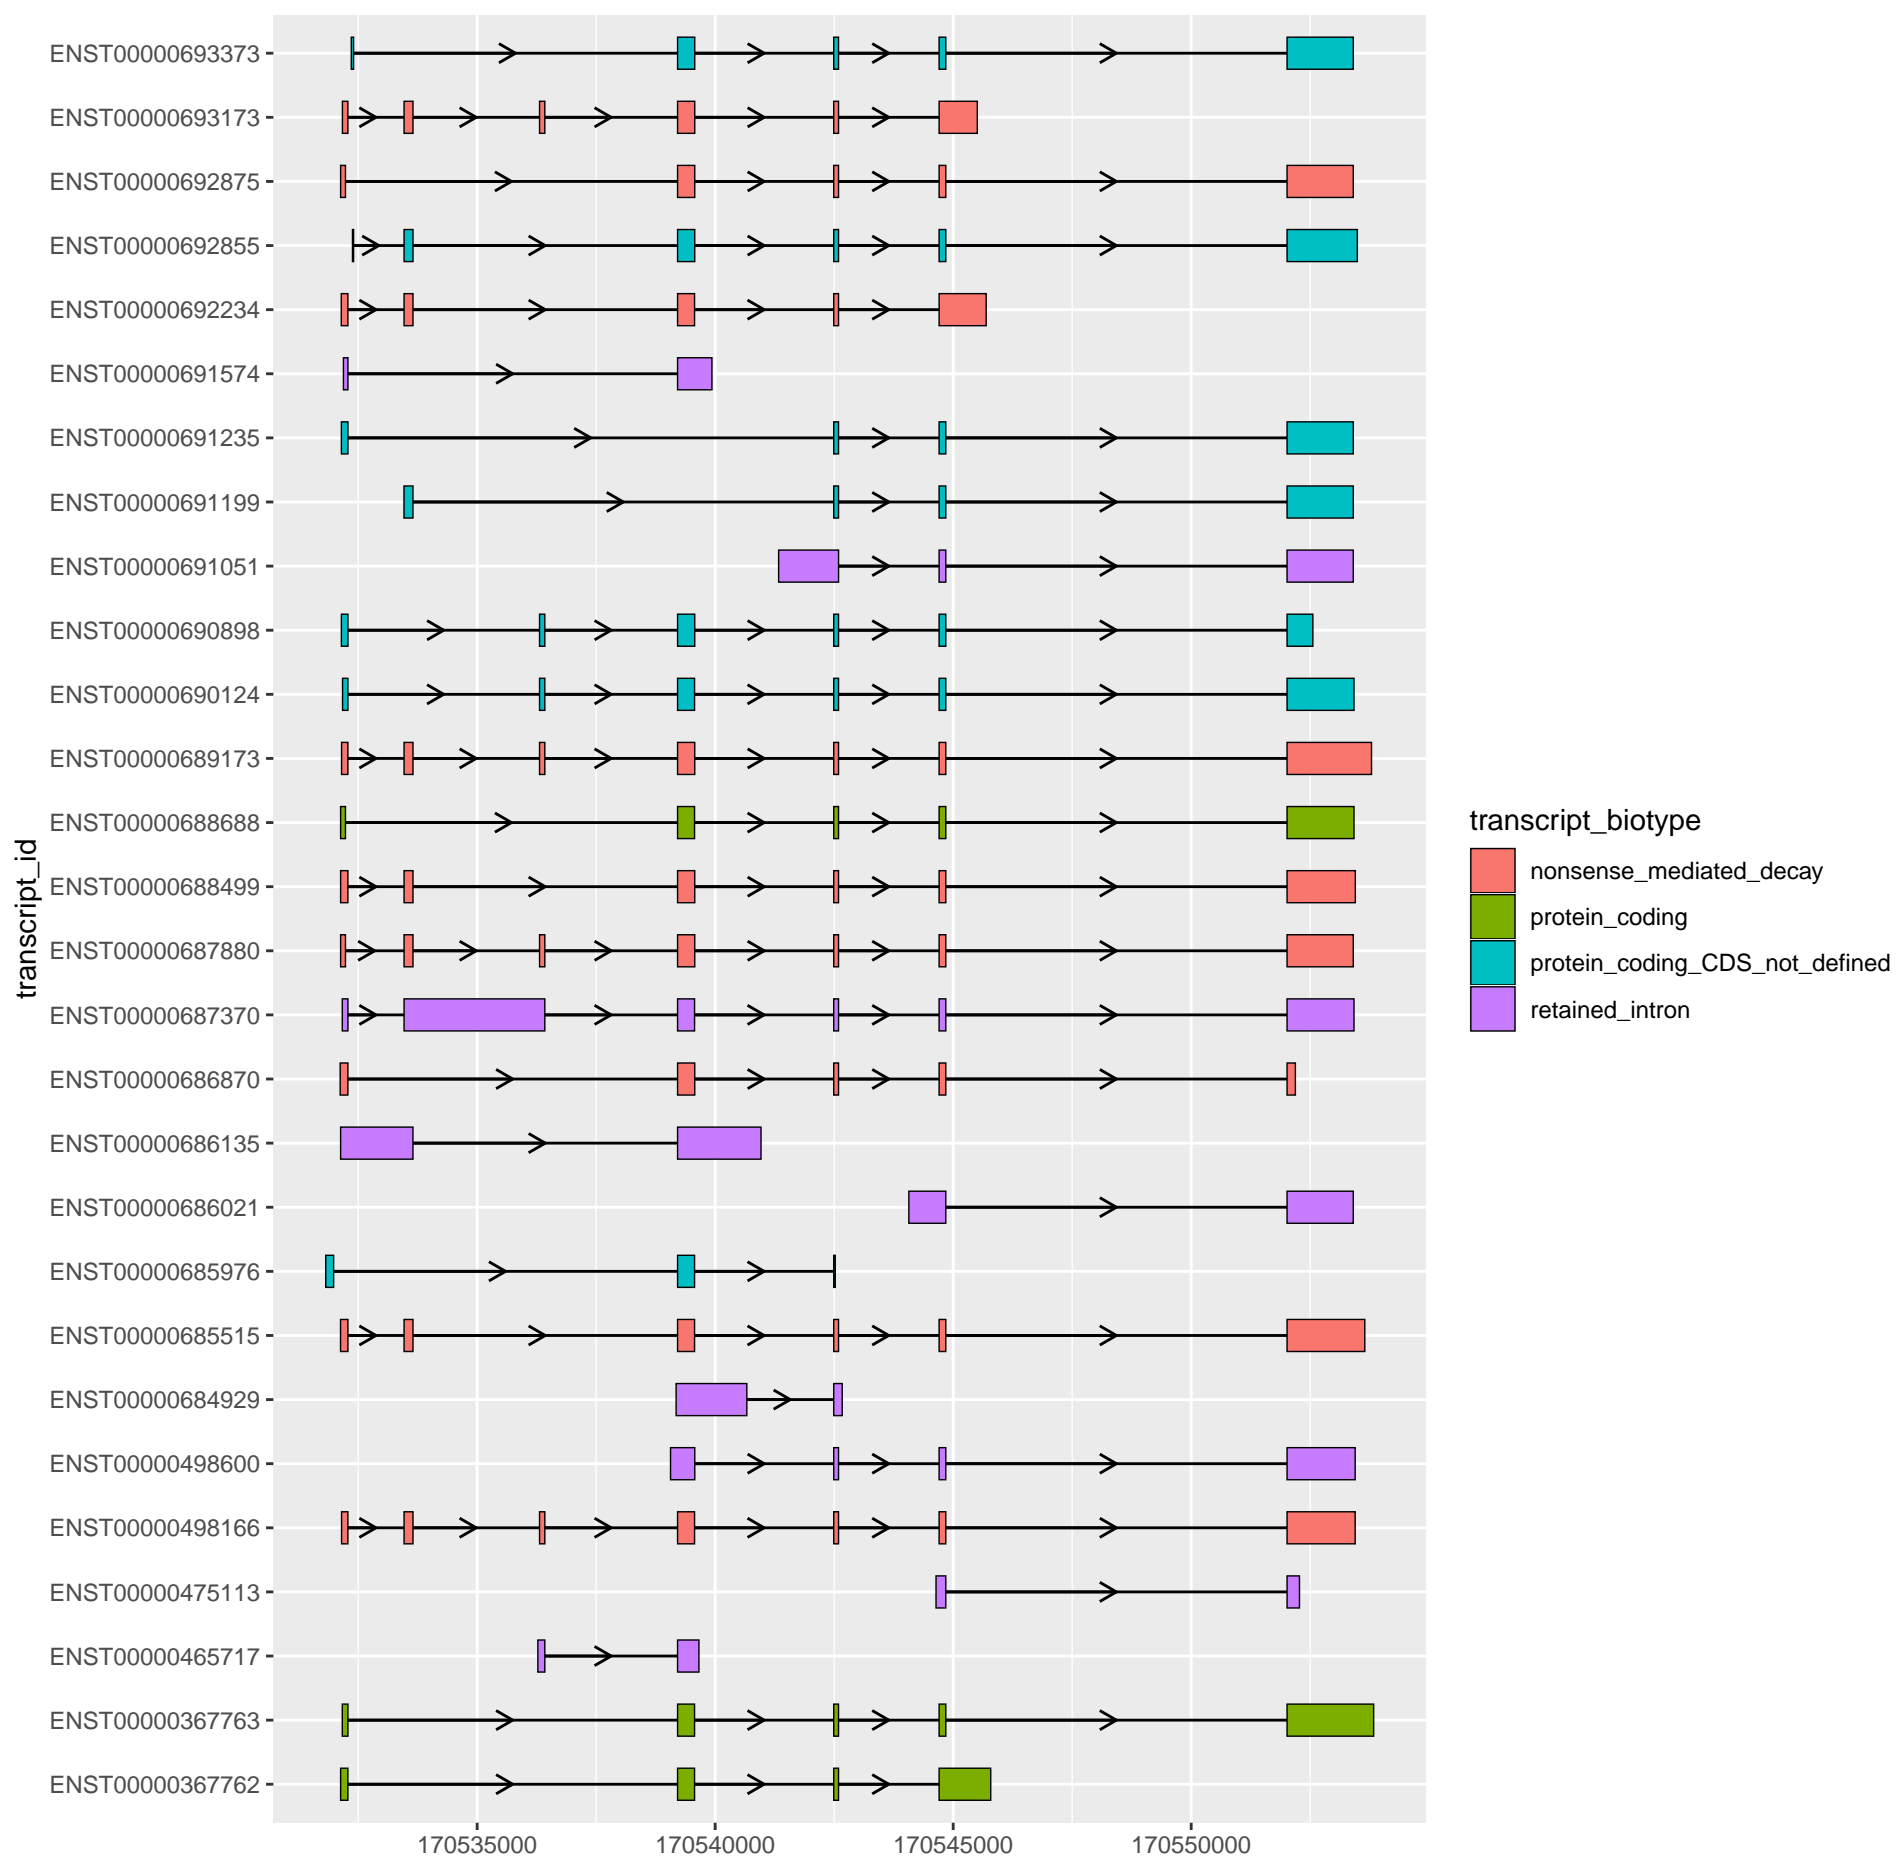 ENST00000693373
ENST00000693173
ENST00000692875
ENST00000692855
ENST00000692234
ENST00000691574
ENST00000691235
ENST00000691199
ENST00000691051
ENST00000690898
ENST00000690124
ENST00000689173
ENST00000688688
ENST00000688499
ENST00000687880
ENST00000687370
ENST00000686870
ENST00000686135
ENST00000686021
ENST00000685976
ENST00000685515
ENST00000684929
ENST00000498600
ENST00000498166
ENST00000475113
ENST00000465717
ENST00000367763
ENST00000367762
transcript_id
170535000
170540000
170545000
170550000
transcript_biotype
nonsense_mediated_decay
protein_coding
protein_coding_CDS_not_defined
retained_intron